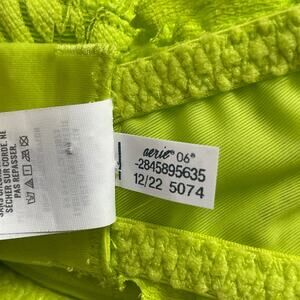 SÉCHER SUR CORDE. NE
PAS REPASSER.
aerie® 06®
-2845895635
12/22 5074